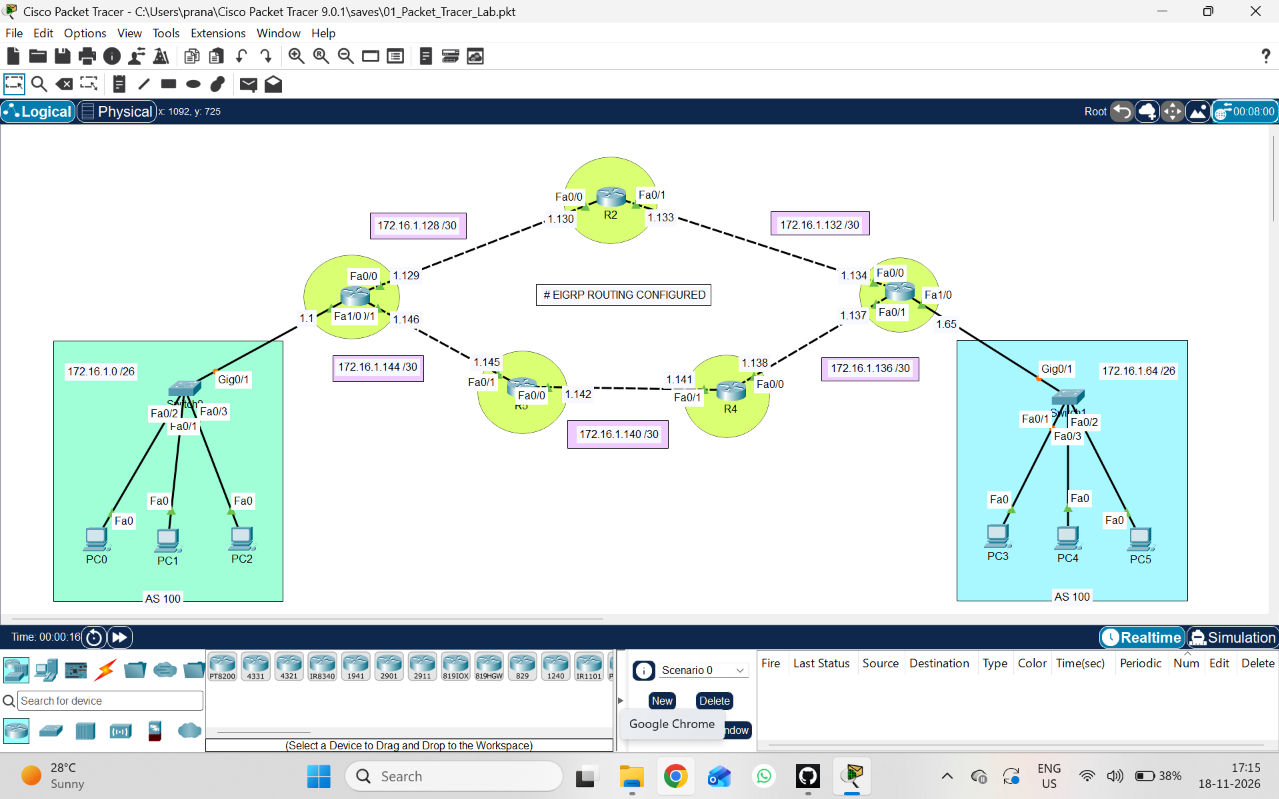 Cisco Packet Tracer - C:\Users\prana\Cisco Packet Tracer 9.0.1\saves\01_Packet_Tracer_Lab.pkt
File Edit Options View Tools Extensions Window Help
?
Logical Physical x: 1092, y: 725 Root 00:08:00
Fa0/0 Fa0/1
R2
1.130 1.133
172.16.1.128 /30 172.16.1.132 /30
Fa0/0 1.129 1.134 Fa0/0
# EIGRP ROUTING CONFIGURED
Fa1/0
1.1 Fa1/0 )/1 1.146 1.137 Fa0/1 1.65
172.16.1.144 /30 1.145 1.138 172.16.1.136 /30
172.16.1.0 /26 Gig0/1 Fa0/1 Fa0/0 1.142 1.141 Fa0/1 Fa0/0 Gig0/1 172.16.1.64 /26
R4
172.16.1.140 /30
Fa0/2 Fa0/3 Fa0/1
Fa0/1 Fa0/2 Fa0/3
Fa0 Fa0 Fa0 Fa0 Fa0 Fa0
PC0 PC1 PC2 PC3 PC4 PC5
AS 100 AS 100
Time: 00:00:16 Realtime Simulation
PT8200 4331 4321 IR8340 1941 2901 2911 819IOX 819HGW 829 1240 IR1101
Search for device
(Select a Device to Drag and Drop to the Workspace)
Scenario 0
New Delete
Google Chrome
Fire Last Status Source Destination Type Color Time(sec) Periodic Num Edit Delete
28°C
Sunny
Search
ENG
US
38%
17:15
18-11-2026